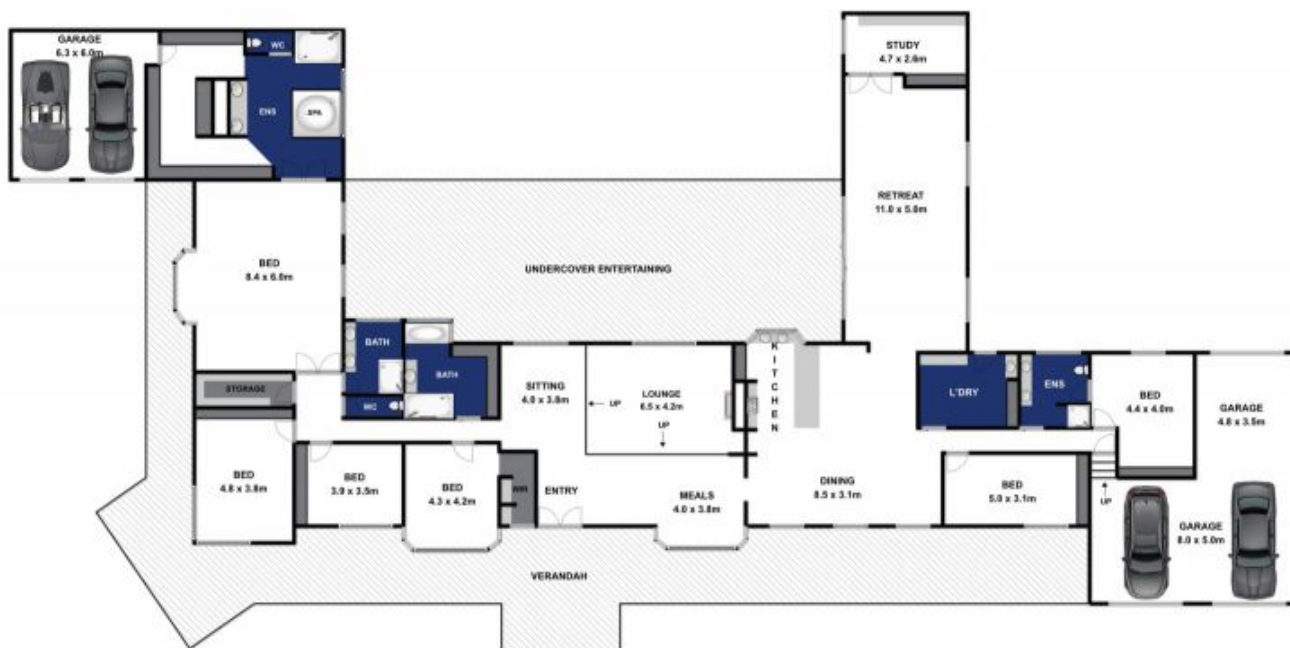 GARAGE
6.3 x 6.0m
WC
ENS
SPA
STUDY
4.7 x 2.6m
RETREAT
11.0 x 5.0m
BED
8.4 x 6.0m
UNDERCOVER ENTERTAINING
BATH
BATH
WC
STORAGE
SITTING
4.0 x 3.8m
UP
LOUNGE
6.5 x 4.2m
UP
KITCHEN
L'DRY
ENS
BED
4.4 x 4.0m
GARAGE
4.8 x 3.5m
BED
4.8 x 3.8m
BED
3.9 x 3.5m
BED
4.3 x 4.2m
WIR
ENTRY
MEALS
4.0 x 3.8m
DINING
8.5 x 3.1m
BED
5.0 x 3.1m
UP
GARAGE
8.0 x 5.0m
VERANDAH